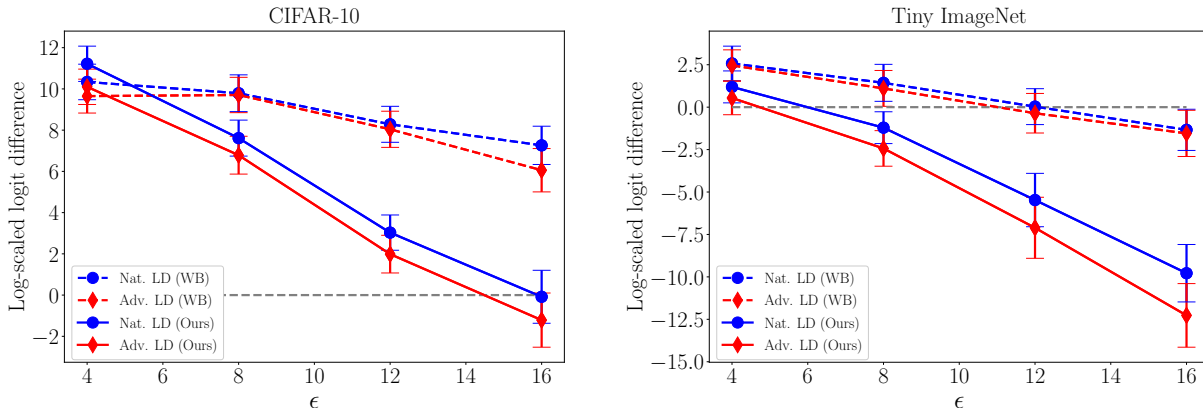 CIFAR-10
Log-scaled logit difference
12
10
8
6
4
2
0
−2
Nat. LD (WB)
Adv. LD (WB)
Nat. LD (Ours)
Adv. LD (Ours)
4 6 8 10 12 14 16
ϵ
Tiny ImageNet
Log-scaled logit difference
2.5
0.0
−2.5
−5.0
−7.5
−10.0
−12.5
−15.0
Nat. LD (WB)
Adv. LD (WB)
Nat. LD (Ours)
Adv. LD (Ours)
4 6 8 10 12 14 16
ϵ